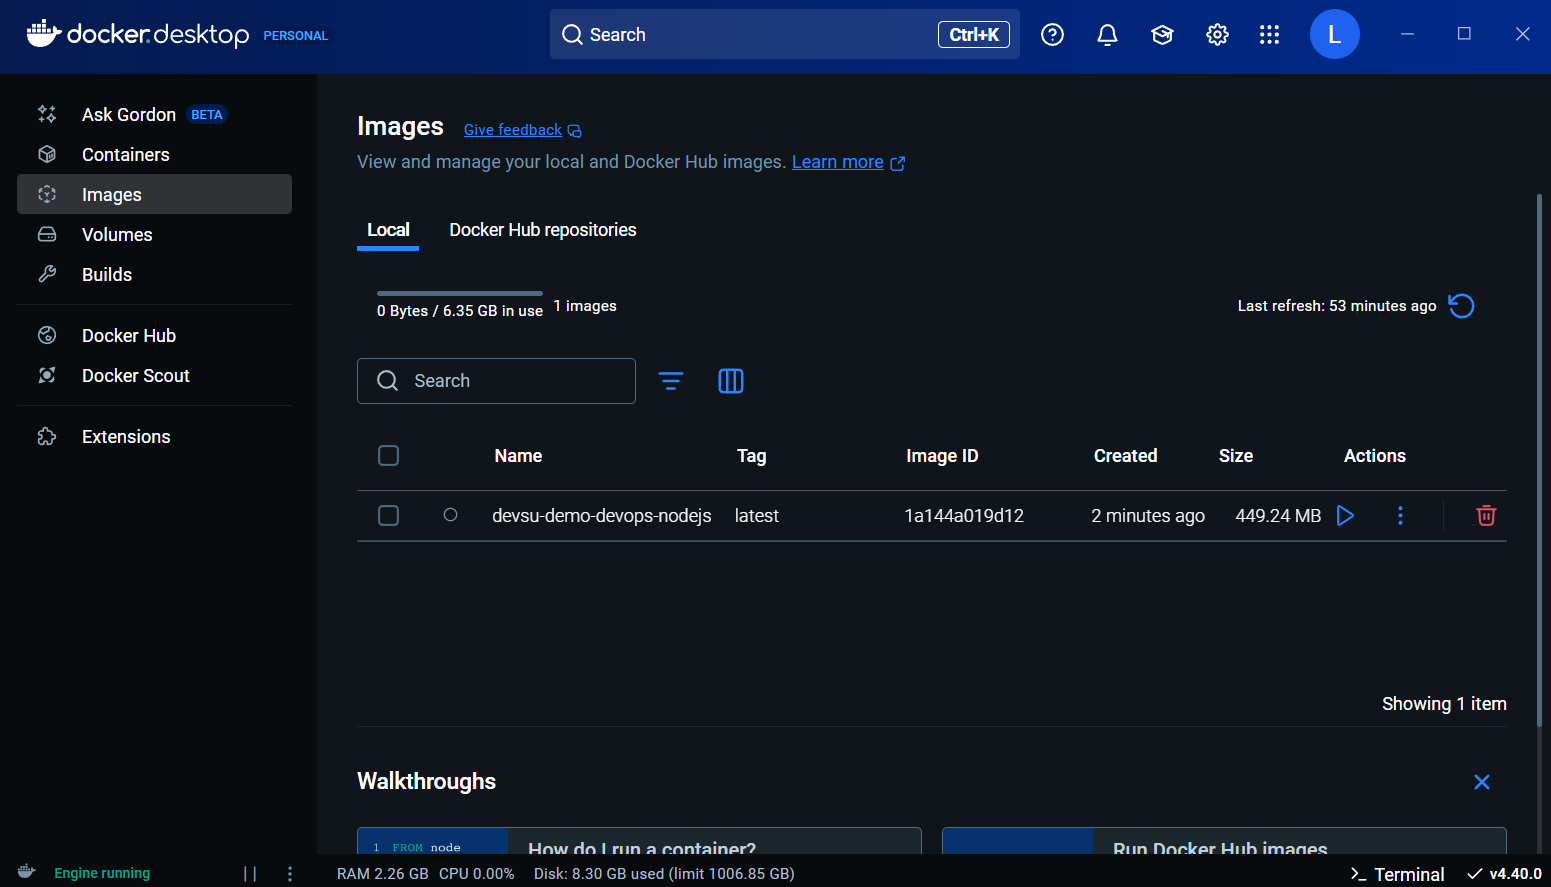 docker.desktop PERSONAL
Search
Ctrl+K
L
Ask Gordon BETA
Containers
Images
Volumes
Builds
Docker Hub
Docker Scout
Extensions
Images Give feedback
View and manage your local and Docker Hub images. Learn more
Local Docker Hub repositories
0 Bytes / 6.35 GB in use 1 images Last refresh: 53 minutes ago
Search
Name Tag Image ID Created Size Actions
devsu-demo-devops-nodejs latest 1a144a019d12 2 minutes ago 449.24 MB
Showing 1 item
Walkthroughs
1 FROM node
How do I run a container?
Run Docker Hub images
Engine running RAM 2.26 GB CPU 0.00% Disk: 8.30 GB used (limit 1006.85 GB) Terminal v4.40.0